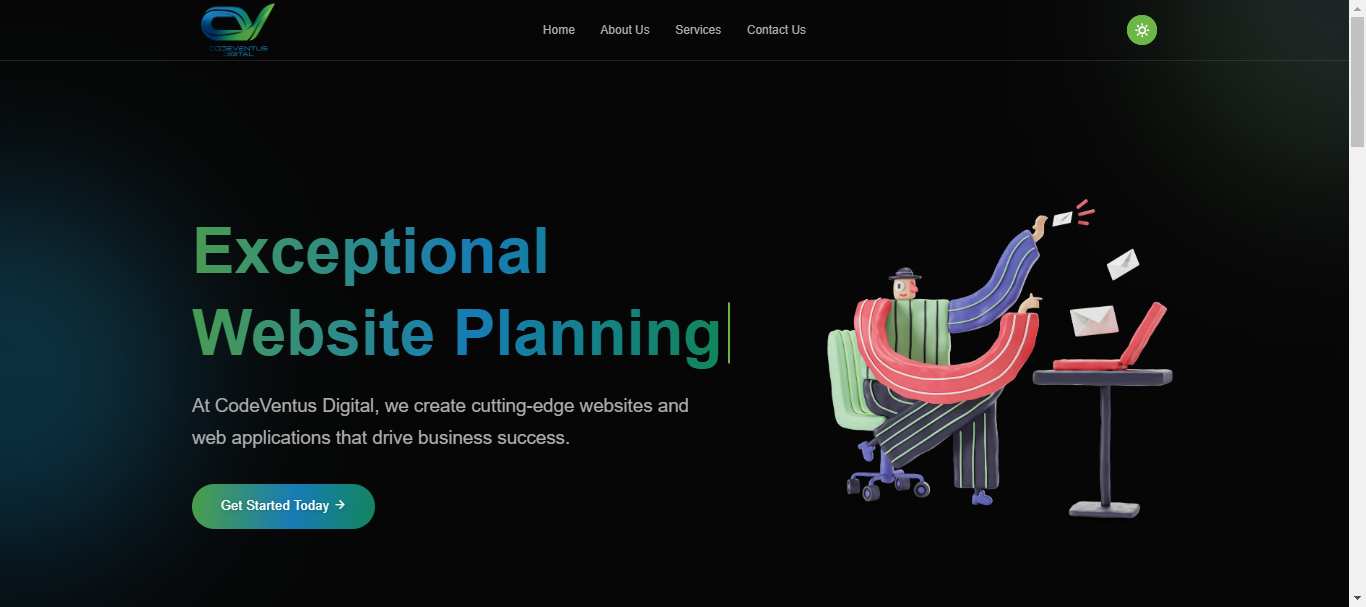 CODEVENTUS
DIGITAL
Home About Us Services Contact Us
Exceptional
Website Planning
At CodeVentus Digital, we create cutting-edge websites and
web applications that drive business success.
Get Started Today →